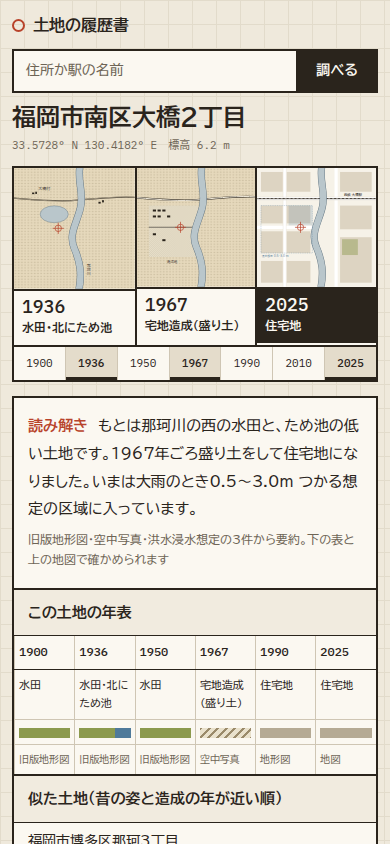 土地の履歴書
住所か駅の名前
調べる
福岡市南区大橋2丁目
33.5728° N 130.4182° E 標高 6.2 m
1936
水田・北にため池
1967
宅地造成(盛り土)
2025
住宅地
1900
1936
1950
1967
1990
2010
2025
読み解き もとは那珂川の西の水田と、ため池の低
い土地です。1967年ごろ盛り土をして住宅地にな
りました。いまは大雨のとき0.5〜3.0m つかる想
定の区域に入っています。
旧版地形図・空中写真・洪水浸水想定の3件から要約。下の表と
上の地図で確かめられます
この土地の年表
1900 1936 1950 1967 1990 2025
水田 水田・北に 水田 宅地造成 住宅地 住宅地
ため池 (盛り土)
旧版地形図 旧版地形図 旧版地形図 空中写真 地形図 地図
似た土地(昔の姿と造成の年が近い順)
福岡市博多区那珂3丁目